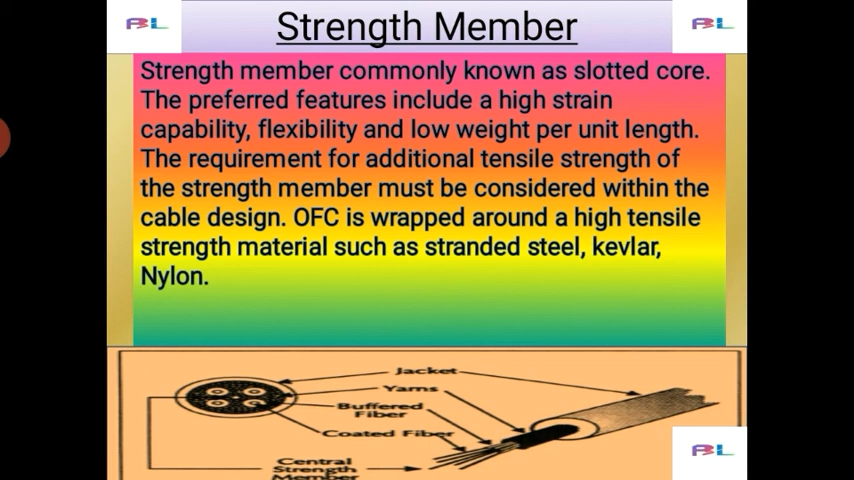 BL
Strength Member
BL
Strength member commonly known as slotted core.
The preferred features include a high strain
capability, flexibility and low weight per unit length.
The requirement for additional tensile strength of
the strength member must be considered within the
cable design. OFC is wrapped around a high tensile
strength material such as stranded steel, kevlar,
Nylon.
Jacket
Yarns
Buffered
Fiber
Coated Fiber
Central
Strength
Member
BL